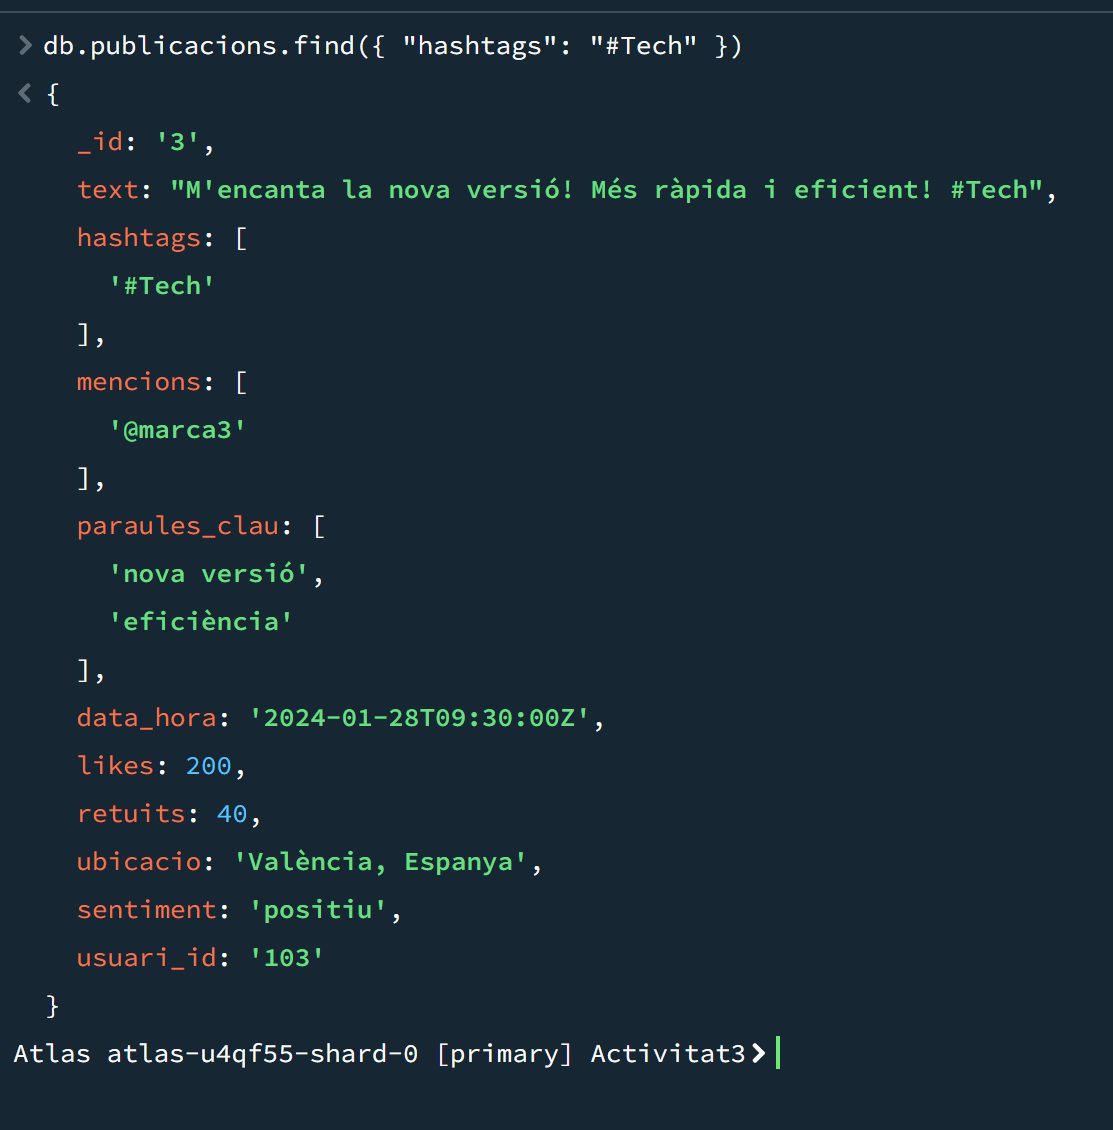 > db.publicacions.find({ "hashtags": "#Tech" })
< {
_id: '3',
text: "M'encanta la nova versió! Més ràpida i eficient! #Tech",
hashtags: [
'#Tech'
],
mencions: [
'@marca3'
],
paraules_clau: [
'nova versió',
'eficiència'
],
data_hora: '2024-01-28T09:30:00Z',
likes: 200,
retuits: 40,
ubicacio: 'València, Espanya',
sentiment: 'positiu',
usuari_id: '103'
}
Atlas atlas-u4qf55-shard-0 [primary] Activitat3>